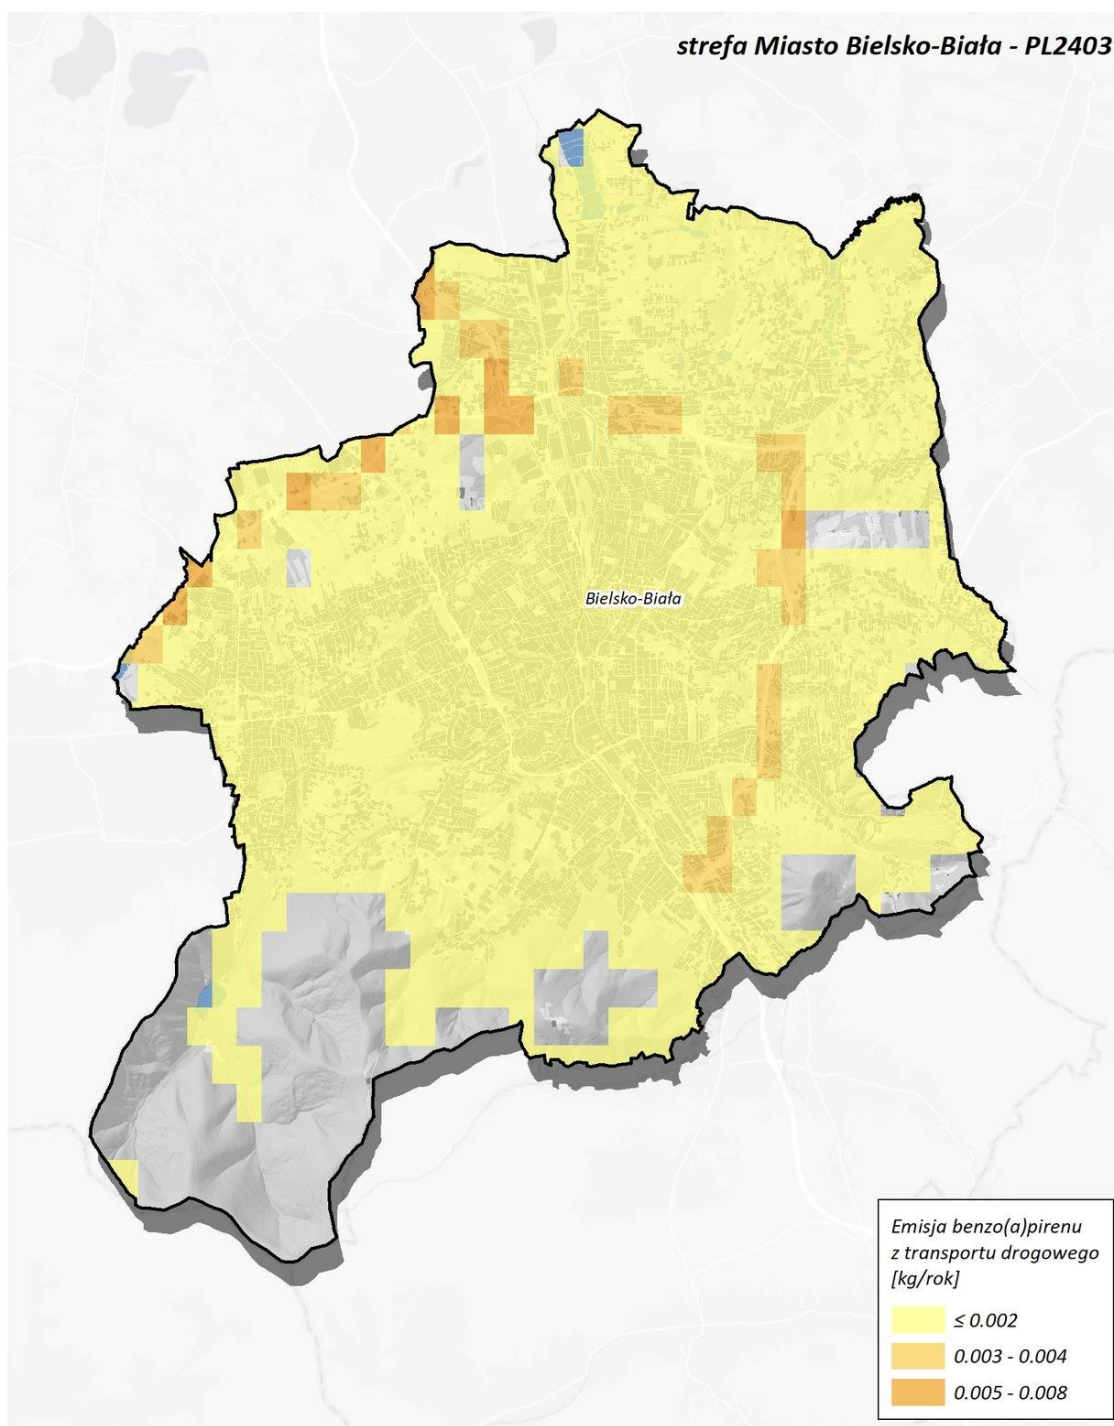 strefa Miasto Bielsko-Biała - PL2403
Bielsko-Biała
Emisja benzo(a)pirenu
z transportu drogowego
[kg/rok]
≤ 0.002
0.003 - 0.004
0.005 - 0.008